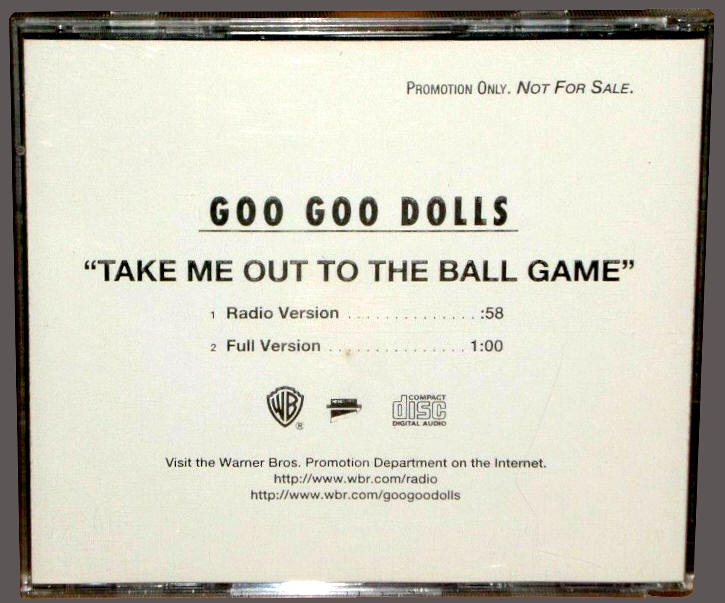 PROMOTION ONLY. NOT FOR SALE.
GOO GOO DOLLS
“TAKE ME OUT TO THE BALL GAME”
1 Radio Version . . . . . . . . . . . . . . :58
2 Full Version . . . . . . . . . . . . . . . 1:00
WB ®
COMPACT
disc
DIGITAL AUDIO
Visit the Warner Bros. Promotion Department on the Internet.
http://www.wbr.com/radio
http://www.wbr.com/googoodolls